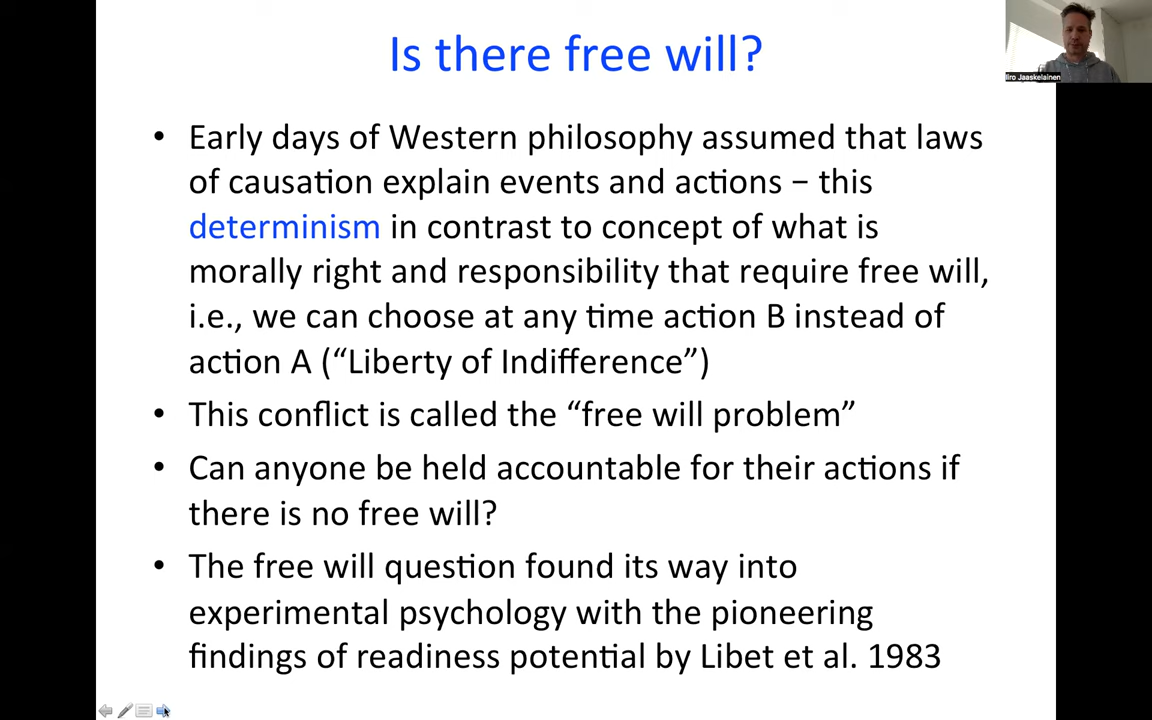 Is there free will?
Iiro Jaaskelainen
• Early days of Western philosophy assumed that laws
of causation explain events and actions – this
determinism in contrast to concept of what is
morally right and responsibility that require free will,
i.e., we can choose at any time action B instead of
action A (“Liberty of Indifference”)
• This conflict is called the “free will problem”
• Can anyone be held accountable for their actions if
there is no free will?
• The free will question found its way into
experimental psychology with the pioneering
findings of readiness potential by Libet et al. 1983